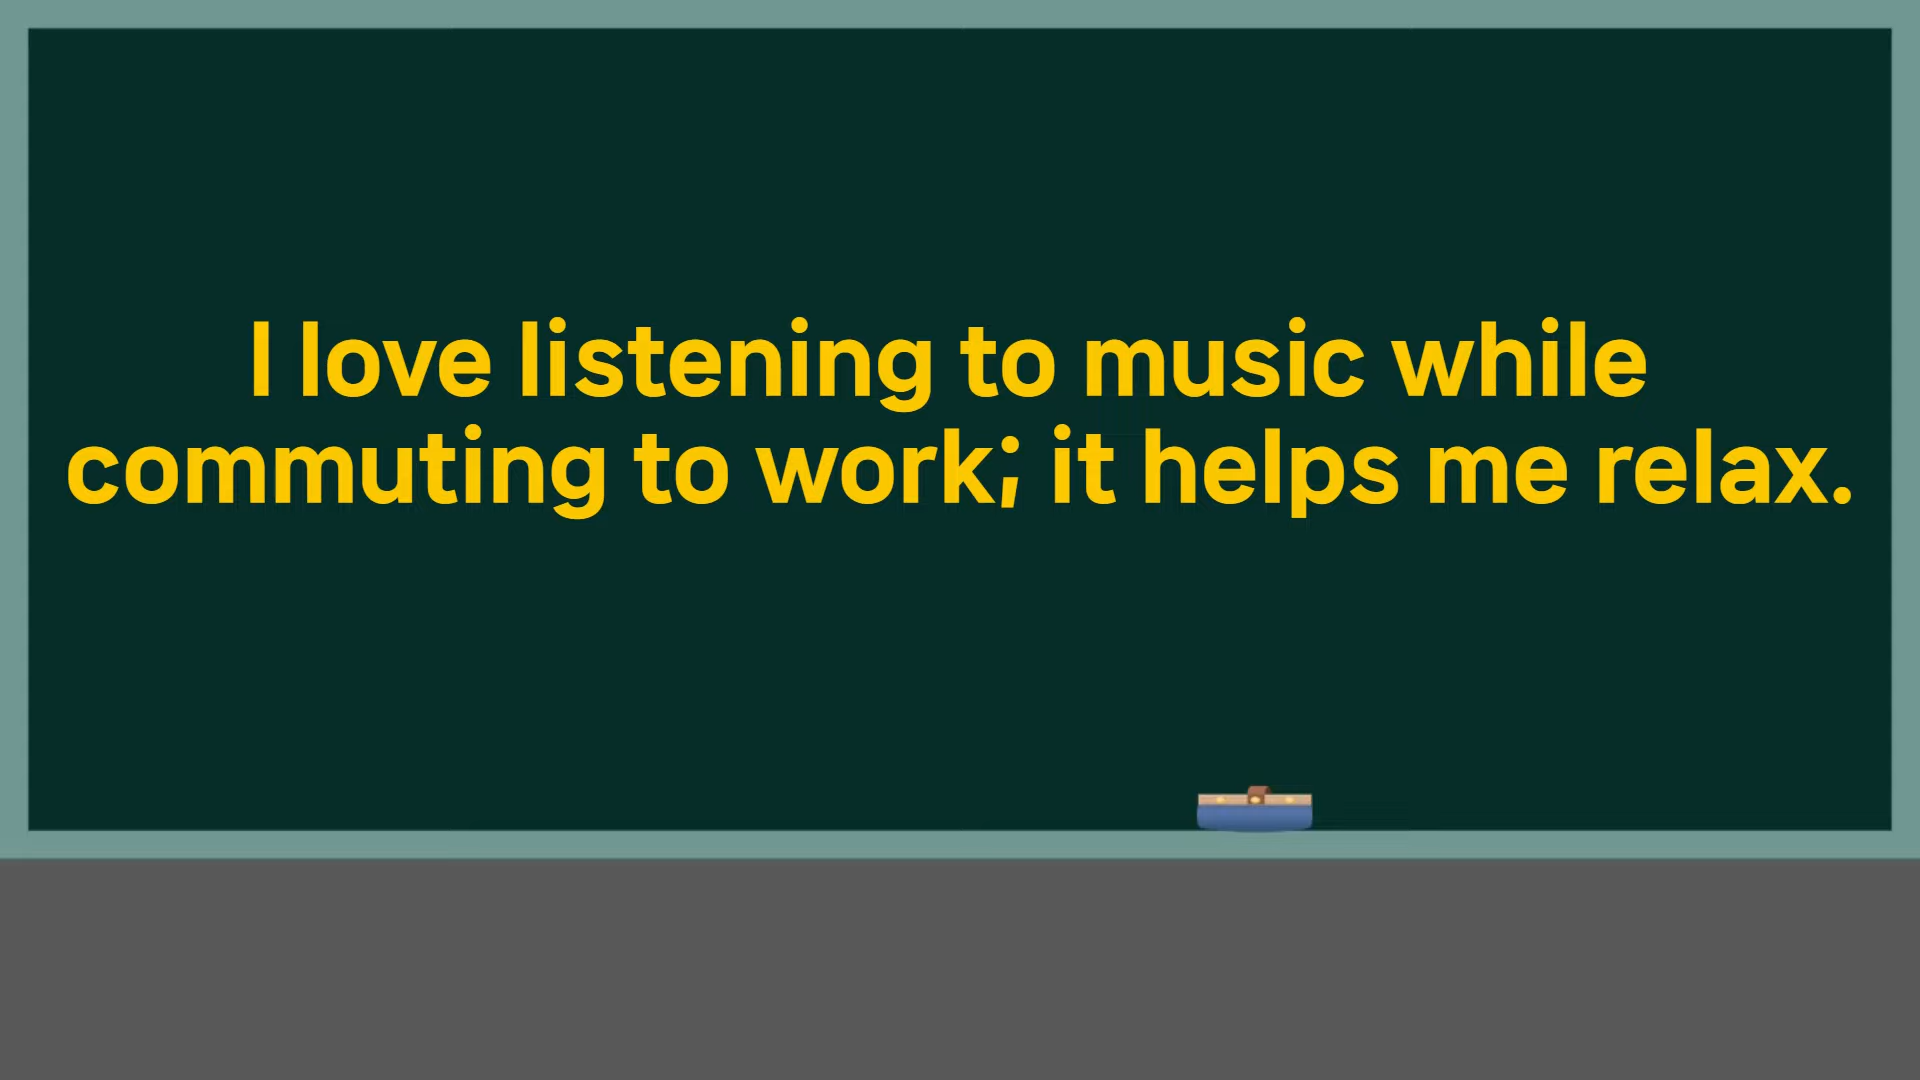 I love listening to music while
commuting to work; it helps me relax.